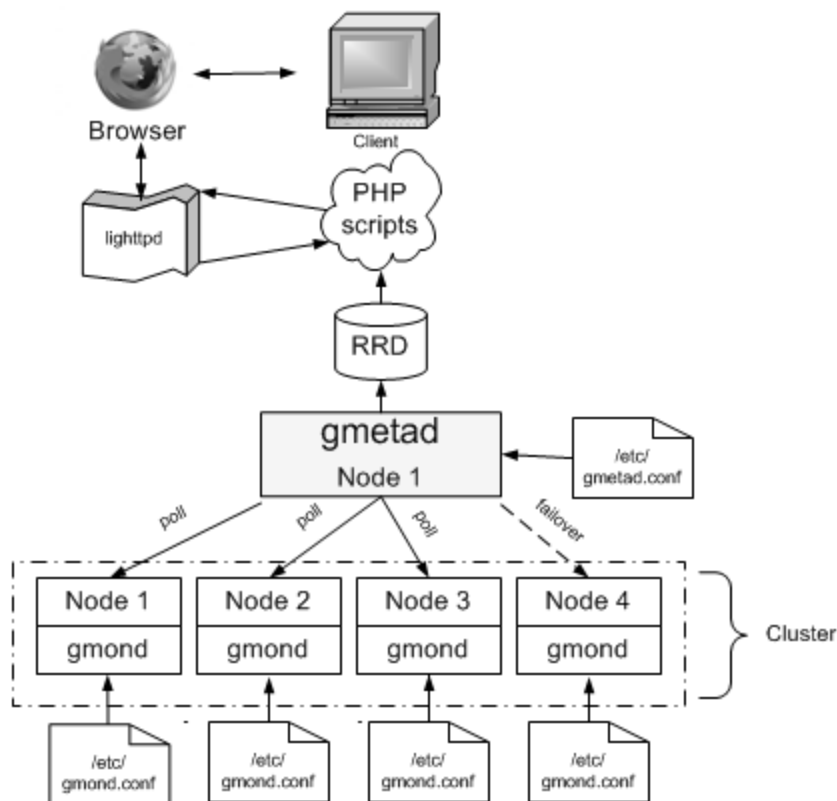 Browser
Client
lighttpd
PHP
scripts
RRD
gmetad
Node 1
/etc/
gmetad.conf
poll
poll
poll
failover
Node 1
Node 2
Node 3
Node 4
gmond
gmond
gmond
gmond
Cluster
/etc/
gmond.conf
/etc/
gmond.conf
/etc/
gmond.conf
/etc/
gmond.conf